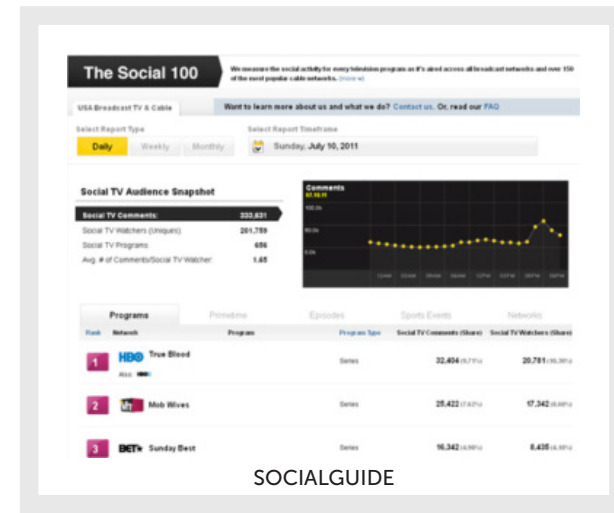 The Social 100
We measure the social activity for every television program as it's aired across all broadcast networks and over 150
of the most popular cable networks. (more »)
USA Broadcast TV & Cable
Want to learn more about us and what we do? Contact us. Or, read our FAQ
Select Report Type
Select Report Timeframe
Daily Weekly Monthly
Sunday, July 10, 2011
Social TV Audience Snapshot
Social TV Comments: 333,631
Social TV Watchers (Uniques): 201,759
Social TV Programs: 656
Avg. # of Comments/Social TV Watcher: 1.65
Comments
07.10.11
Programs Primetime Episodes Sports Events Networks
Rank Network Program Program Type Social TV Comments (Share) Social TV Watchers (Share)
1 HBO True Blood Series 32,404 20,781
Also: HBO
2 VH1 Mob Wives Series 25,422 17,342
3 BET★ Sunday Best Series 16,342 8,435
SOCIALGUIDE